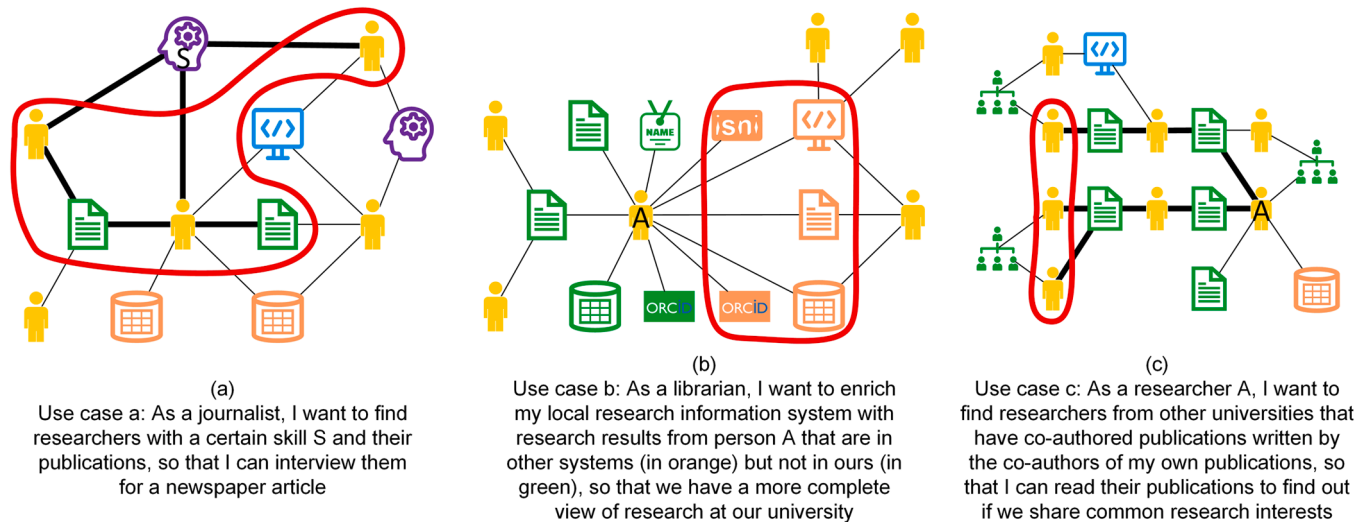 S
NAME
isni
A
ORCiD
ORCiD
A
(a)
Use case a: As a journalist, I want to find
researchers with a certain skill S and their
publications, so that I can interview them
for a newspaper article
(b)
Use case b: As a librarian, I want to enrich
my local research information system with
research results from person A that are in
other systems (in orange) but not in ours (in
green), so that we have a more complete
view of research at our university
(c)
Use case c: As a researcher A, I want to
find researchers from other universities that
have co-authored publications written by
the co-authors of my own publications, so
that I can read their publications to find out
if we share common research interests